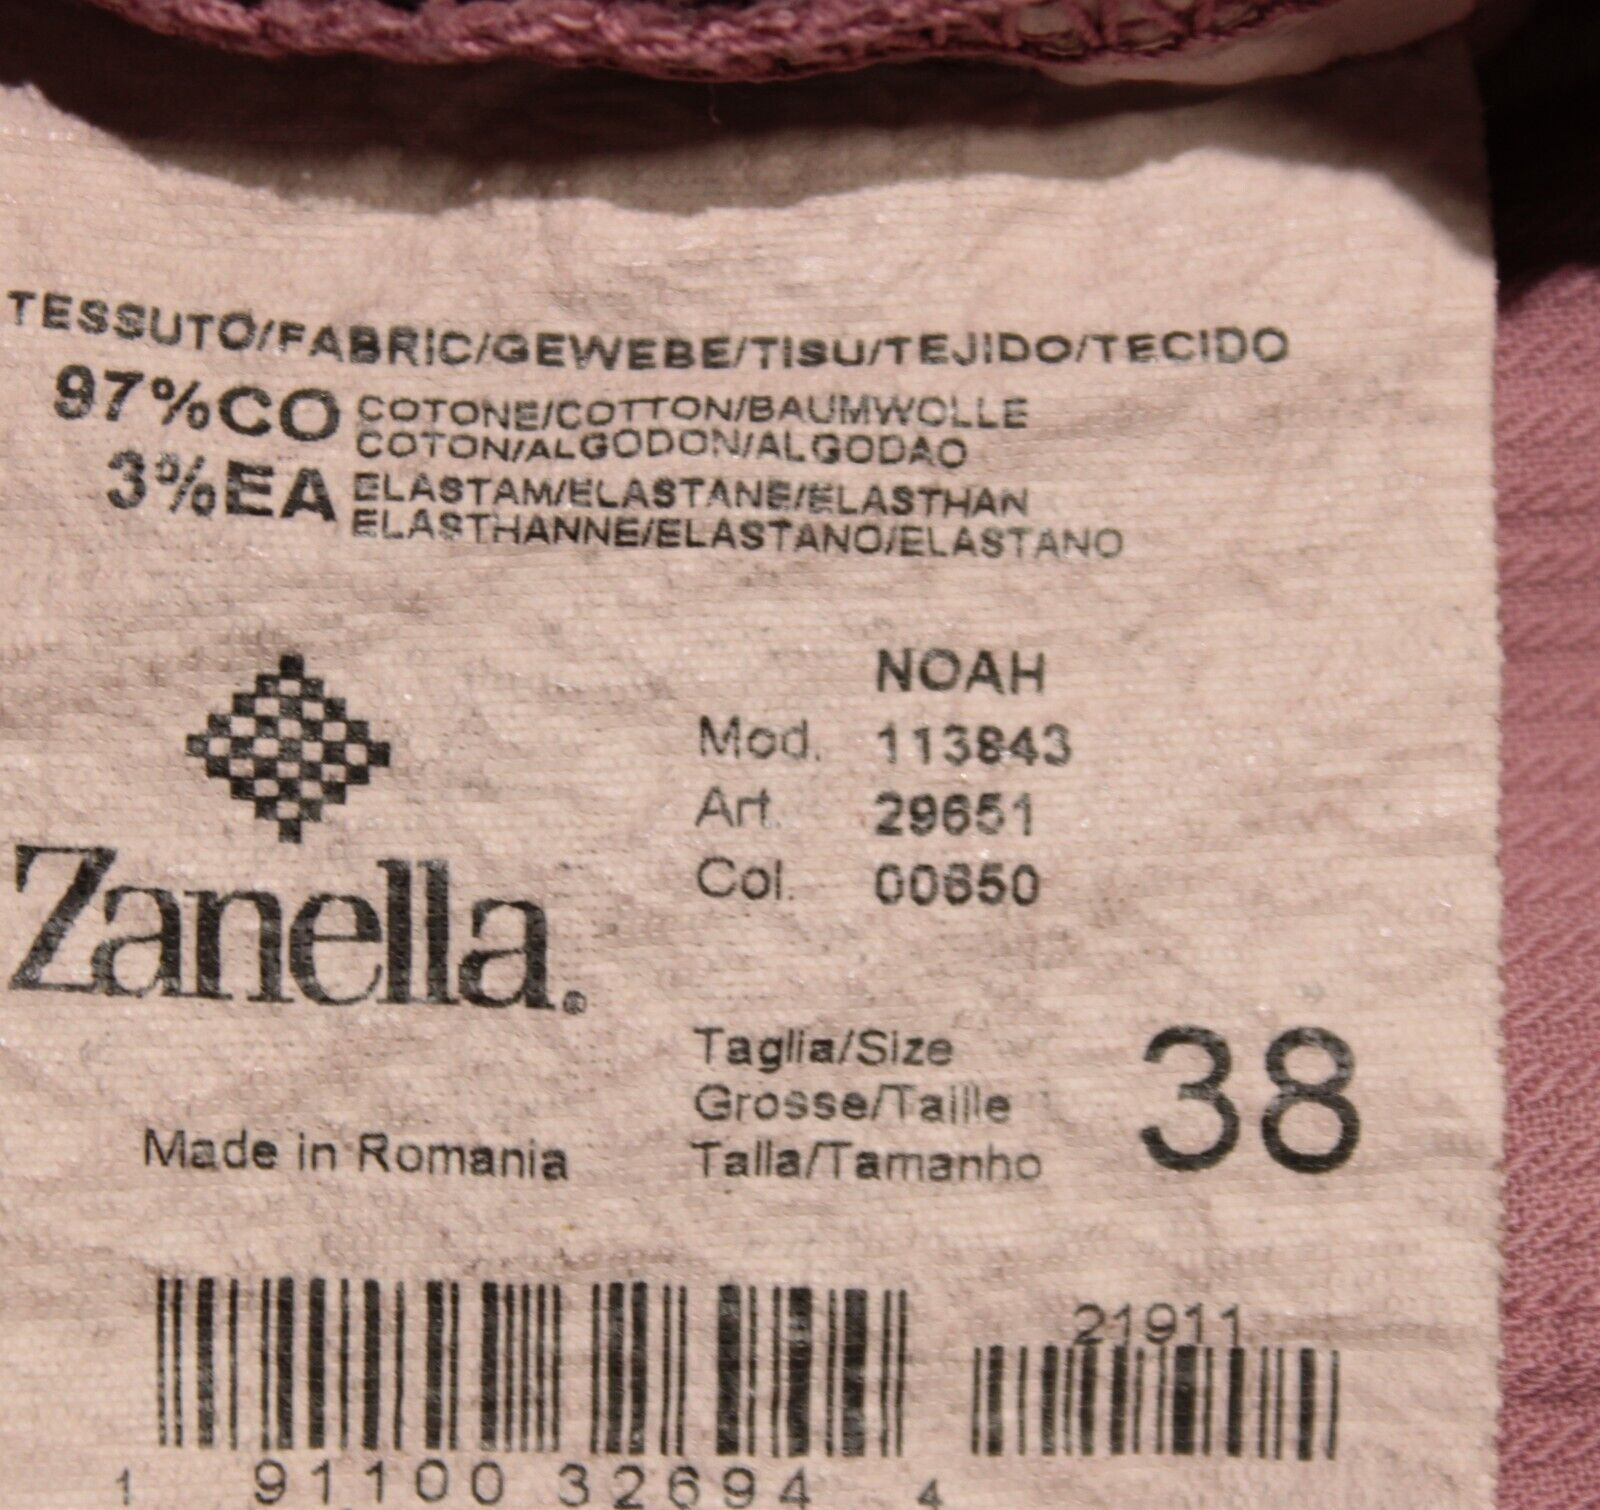 TESSUTO/FABRIC/GEWEBE/TISU/TEJIDO/TECIDO
97%CO COTONE/COTTON/BAUMWOLLE
COTON/ALGODON/ALGODAO
3%EA ELASTAM/ELASTANE/ELASTHAN
ELASTHANNE/ELASTANO/ELASTANO
Zanella®
NOAH
Mod. 113843
Art. 29651
Col. 00650
Taglia/Size
Grosse/Taille
Talla/Tamanho
38
Made in Romania
21911
1 91100 32694 4